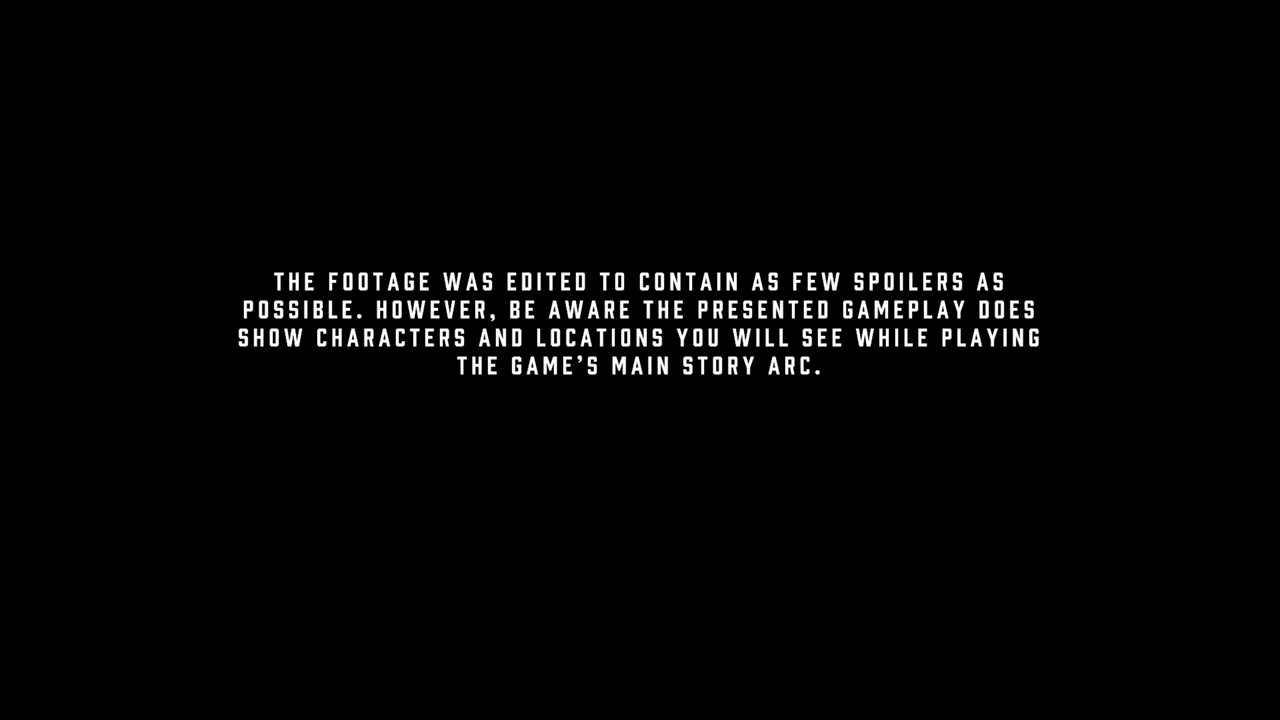 THE FOOTAGE WAS EDITED TO CONTAIN AS FEW SPOILERS AS
POSSIBLE. HOWEVER, BE AWARE THE PRESENTED GAMEPLAY DOES
SHOW CHARACTERS AND LOCATIONS YOU WILL SEE WHILE PLAYING
THE GAME’S MAIN STORY ARC.